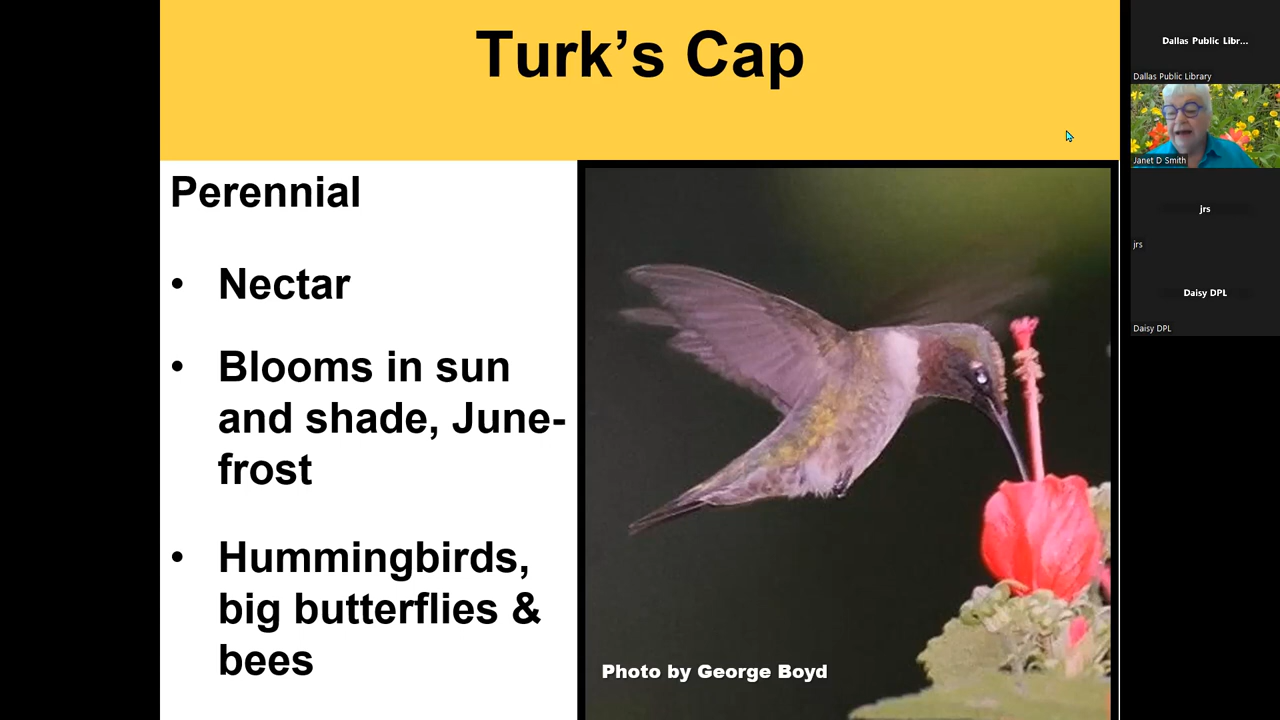 Turk’s Cap
Perennial
• Nectar
• Blooms in sun
and shade, June-
frost
• Hummingbirds,
big butterflies &
bees
Photo by George Boyd
Dallas Public Libr...
Dallas Public Library
Janet D Smith
jrs
jrs
Daisy DPL
Daisy DPL